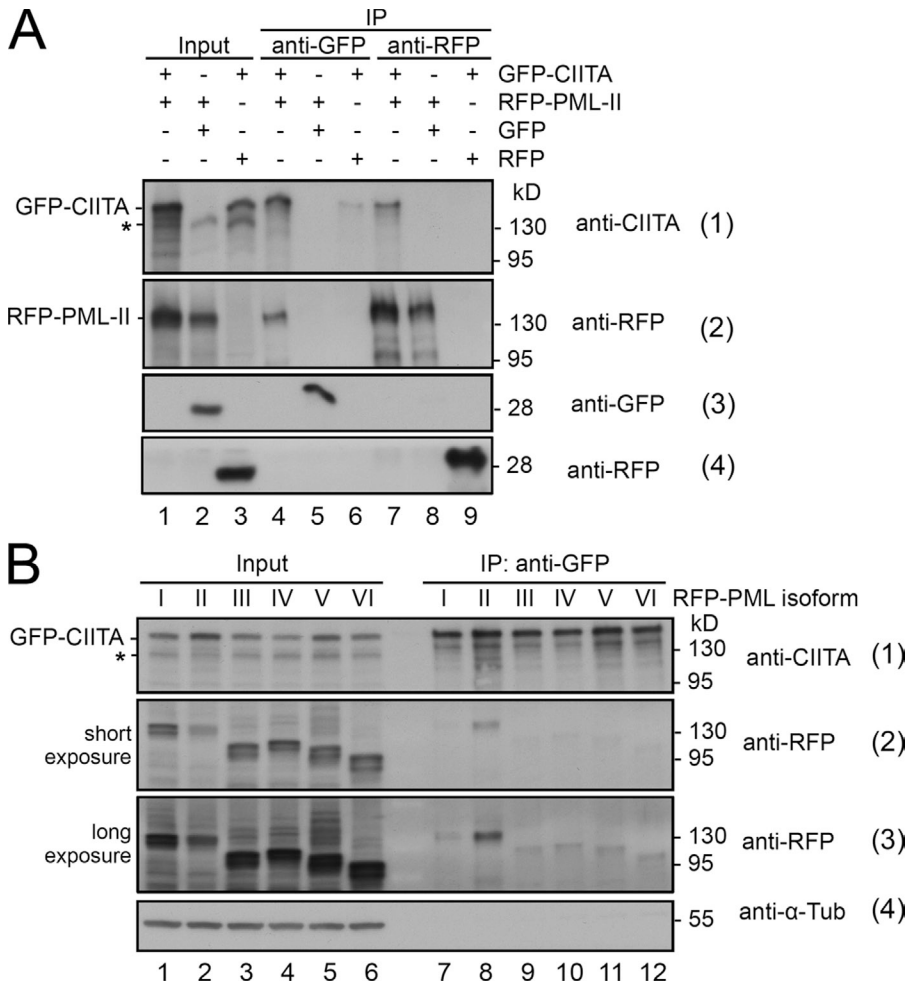 A
IP
Input anti-GFP anti-RFP
+ - + + - + + - + GFP-CIITA
+ + - + + - + + - RFP-PML-II
- + - - + - - + - GFP
- - + - - + - - + RFP
kD
GFP-CIITA
* - 130 anti-CIITA (1)
- 95
RFP-PML-II - 130 anti-RFP (2)
- 95
- 28 anti-GFP (3)
- 28 anti-RFP (4)
1 2 3 4 5 6 7 8 9
B
Input IP: anti-GFP
I II III IV V VI I II III IV V VI RFP-PML isoform
kD
GFP-CIITA
* - 130 anti-CIITA (1)
- 95
short exposure - 130 anti-RFP (2)
- 95
long exposure - 130 anti-RFP (3)
- 95
- 55 anti-α-Tub (4)
1 2 3 4 5 6 7 8 9 10 11 12